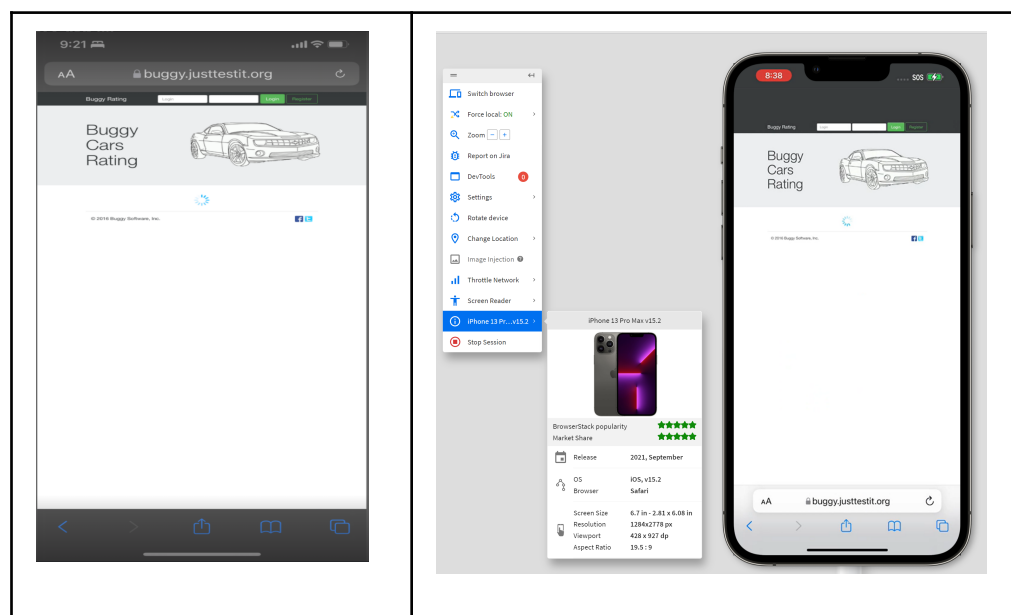 9:21
AA buggy.justtestit.org
Buggy Rating Login Login Register
Buggy
Cars
Rating
© 2016 Buggy Software, Inc.
Switch browser
Force local: ON
Zoom - +
Report on Jira
DevTools 0
Settings
Rotate device
Change Location
Image Injection
Throttle Network
Screen Reader
iPhone 13 Pr...v15.2
Stop Session
iPhone 13 Pro Max v15.2
BrowserStack popularity
Market Share
Release 2021, September
OS iOS, v15.2
Browser Safari
Screen Size 6.7 in - 2.81 x 6.08 in
Resolution 1284x2778 px
Viewport 428 x 927 dp
Aspect Ratio 19.5 : 9
8:38 SOS
Buggy Rating Login Login Register
Buggy
Cars
Rating
© 2016 Buggy Software, Inc.
AA buggy.justtestit.org